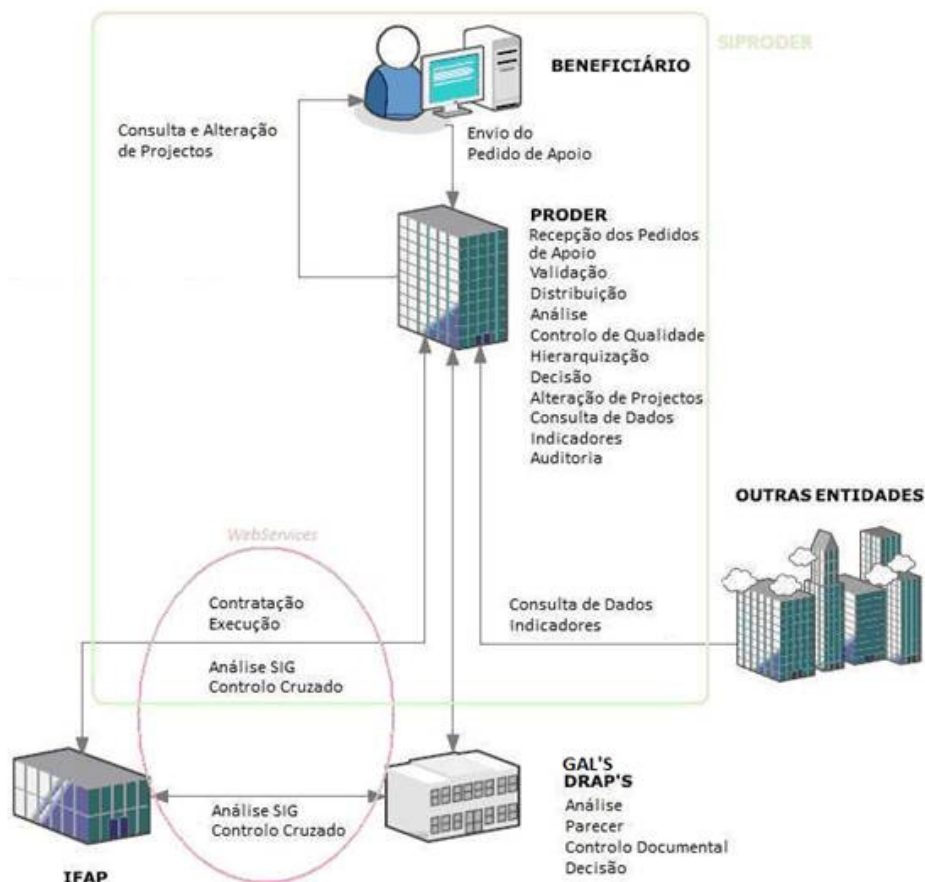 SIPRODER
BENEFICIÁRIO
Consulta e Alteração
de Projectos
Envio do
Pedido de Apoio
PRODER
Recepção dos Pedidos
de Apoio
Validação
Distribuição
Análise
Controlo de Qualidade
Hierarquização
Decisão
Alteração de Projectos
Consulta de Dados
Indicadores
Auditoria
OUTRAS ENTIDADES
WebServices
Contratação
Execução
Consulta de Dados
Indicadores
Análise SIG
Controlo Cruzado
GAL'S
DRAP'S
Análise
Parecer
Controlo Documental
Decisão
Análise SIG
Controlo Cruzado
IFAP